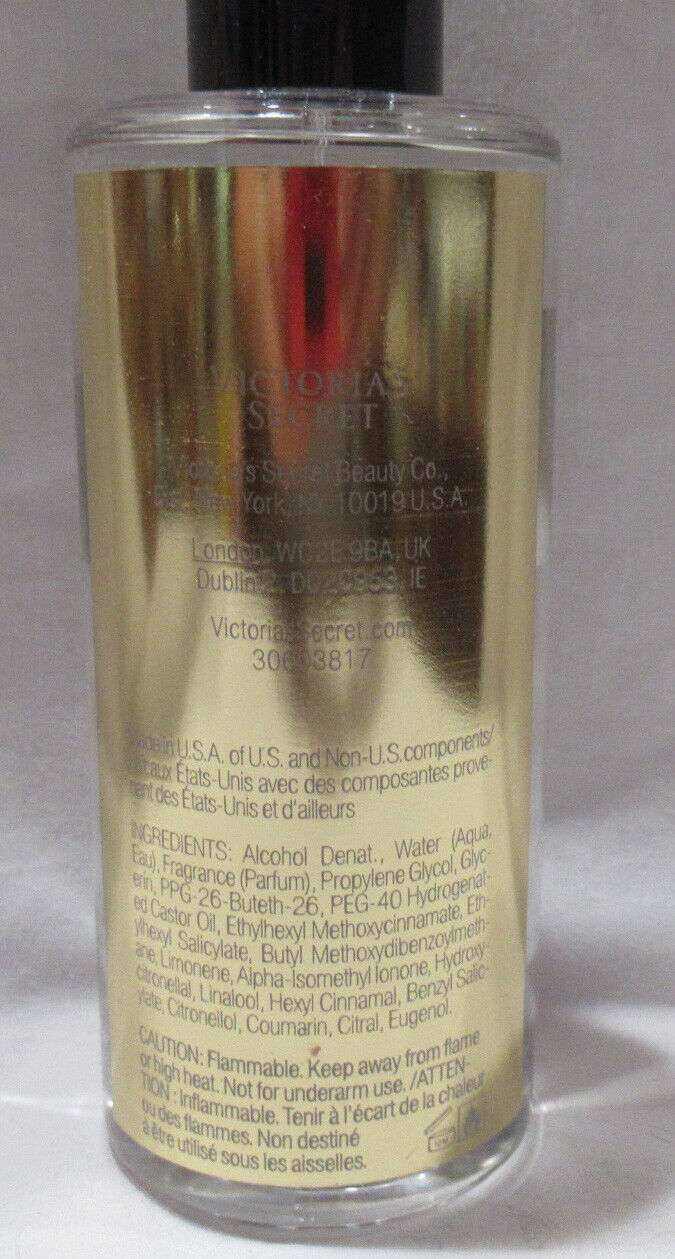 VICTORIA'S
SECRET
Victoria's Secret Beauty Co.,
New York, NY 10019 U.S.A.
London WC2E 9BA, UK
Dublin 2, IE
VictoriasSecret.com
Made in U.S.A. of U.S. and Non-U.S.components/
aux États-Unis avec des composantes prove-
nant des États-Unis et d'ailleurs
INGREDIENTS: Alcohol Denat., Water (Aqua,
Eau), Fragrance (Parfum), Propylene Glycol, Glyc-
erin, PPG-26-Buteth-26, PEG-40 Hydrogenat-
ed Castor Oil, Ethylhexyl Methoxycinnamate, Eth-
ylhexyl Salicylate, Butyl Methoxydibenzoylmeth-
ane, Limonene, Alpha-Isomethyl Ionone, Hydroxy-
citronellal, Linalool, Hexyl Cinnamal, Benzyl Salic-
ylate, Citronellol, Coumarin, Citral, Eugenol.
CAUTION: Flammable. Keep away from flame
or high heat. Not for underarm use. /ATTEN-
TION : Inflammable. Tenir à l'écart de la chaleur
ou des flammes. Non destiné
à être utilisé sous les aisselles.